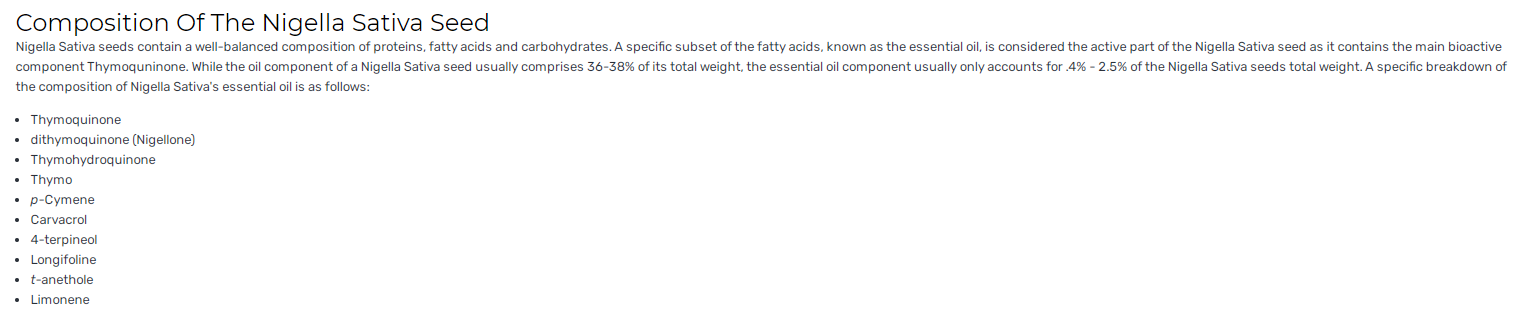 Composition Of The Nigella Sativa Seed
Nigella Sativa seeds contain a well-balanced composition of proteins, fatty acids and carbohydrates. A specific subset of the fatty acids, known as the essential oil, is considered the active part of the Nigella Sativa seed as it contains the main bioactive
component Thymoquninone. While the oil component of a Nigella Sativa seed usually comprises 36-38% of its total weight, the essential oil component usually only accounts for .4% - 2.5% of the Nigella Sativa seeds total weight. A specific breakdown of
the composition of Nigella Sativa's essential oil is as follows:
• Thymoquinone
• dithymoquinone (Nigellone)
• Thymohydroquinone
• Thymo
• p-Cymene
• Carvacrol
• 4-terpineol
• Longifoline
• t-anethole
• Limonene